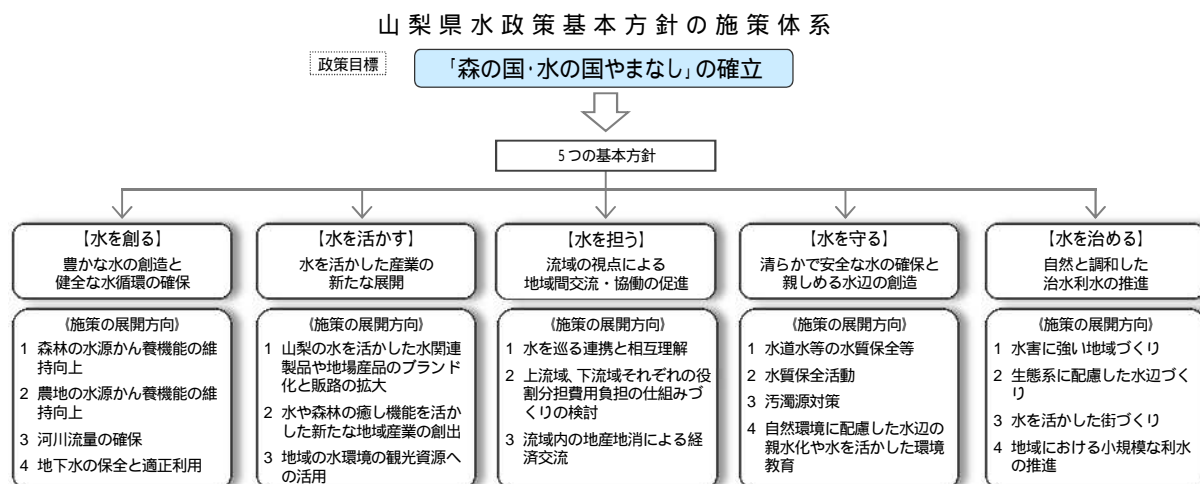 山梨県水政策基本方針の施策体系
政策目標
「森の国・水の国やまなし」の確立
5つの基本方針
【水を創る】
豊かな水の創造と
健全な水循環の確保
《施策の展開方向》
1 森林の水源かん養機能の維
持向上
2 農地の水源かん養機能の維
持向上
3 河川流量の確保
4 地下水の保全と適正利用
【水を活かす】
水を活かした産業の
新たな展開
《施策の展開方向》
1 山梨の水を活かした水関連
製品や地場産品のブランド
化と販路の拡大
2 水や森林の癒し機能を活か
した新たな地域産業の創出
3 地域の水環境の観光資源へ
の活用
【水を担う】
流域の視点による
地域間交流・協働の促進
《施策の展開方向》
1 水を巡る連携と相互理解
2 上流域、下流域それぞれの役
割分担費用負担の仕組みづ
くりの検討
3 流域内の地産地消による経
済交流
【水を守る】
清らかで安全な水の確保と
親しめる水辺の創造
《施策の展開方向》
1 水道水等の水質保全等
2 水質保全活動
3 汚濁源対策
4 自然環境に配慮した水辺の
親水化や水を活かした環境
教育
【水を治める】
自然と調和した
治水利水の推進
《施策の展開方向》
1 水害に強い地域づくり
2 生態系に配慮した水辺づく
り
3 水を活かした街づくり
4 地域における小規模な利水
の推進